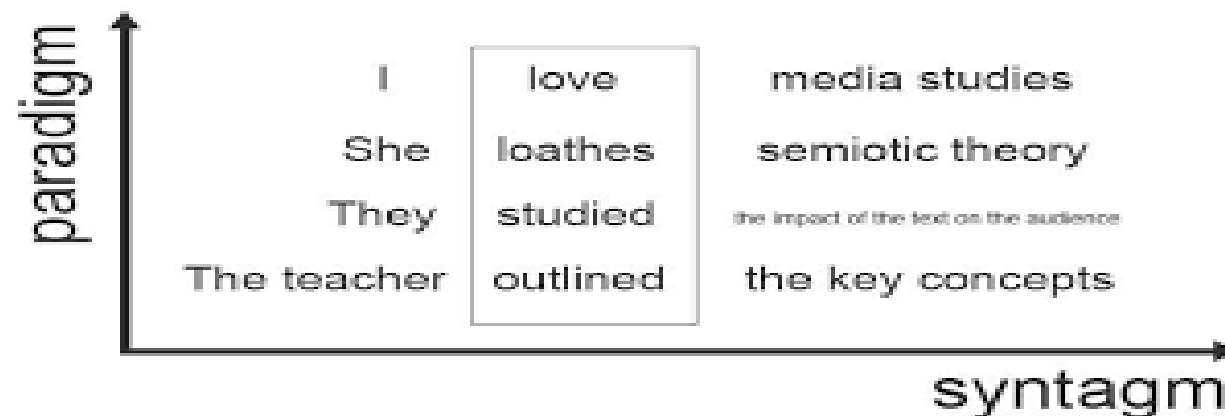 paradigm
I love media studies
She loathes semiotic theory
They studied the impact of the text on the audience
The teacher outlined the key concepts
syntagm